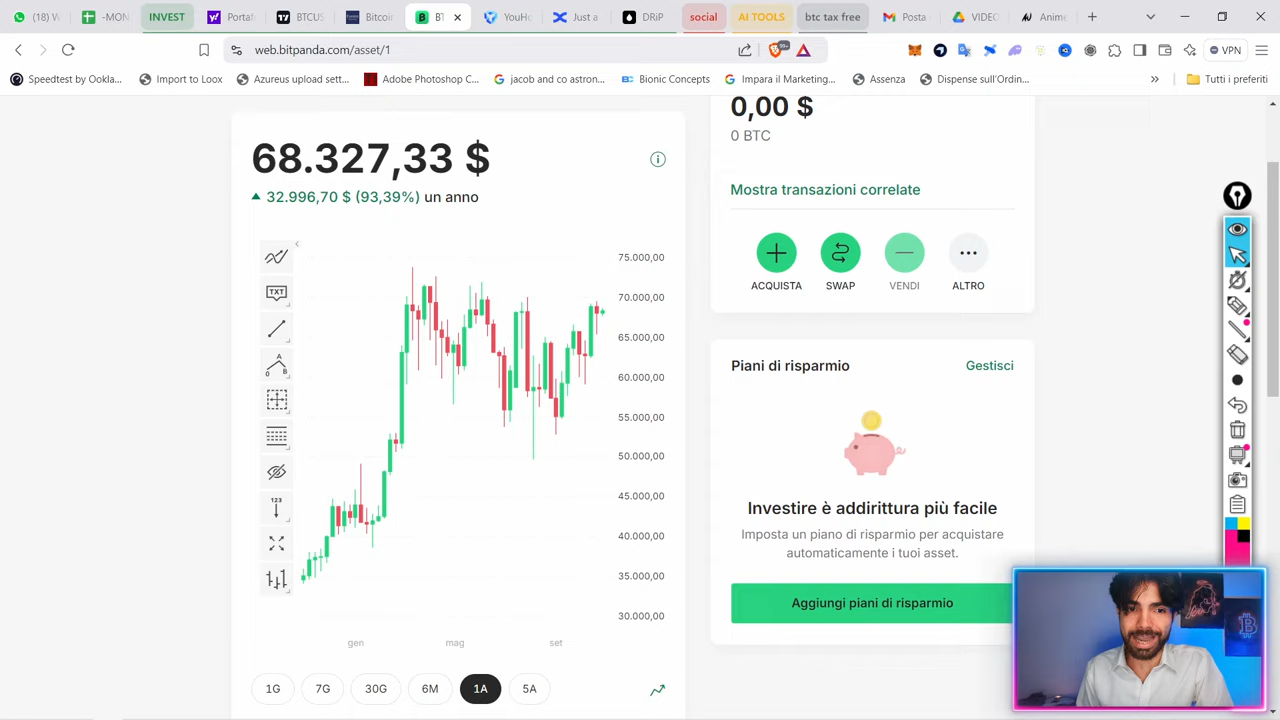 (18) W
-MON
INVEST
Portaf
BTCUS
Bitcoin
BT
YouHo
Just a
DRiP
social
AI TOOLS
btc tax free
Posta
VIDEO
Anime
web.bitpanda.com/asset/1
99+
VPN
Speedtest by Ookla...
Import to Loox
Azureus upload sett...
Adobe Photoshop C...
jacob and co astron...
BC Bionic Concepts
Impara il Marketing...
Assenza
Dispense sull'Ordin...
Tutti i preferiti
68.327,33 $
32.996,70 $ (93,39%) un anno
TXT
A
0 B
123
75.000,00
70.000,00
65.000,00
60.000,00
55.000,00
50.000,00
45.000,00
40.000,00
35.000,00
30.000,00
gen
mag
set
1G
7G
30G
6M
1A
5A
0,00 $
0 BTC
Mostra transazioni correlate
ACQUISTA
SWAP
VENDI
ALTRO
Piani di risparmio
Gestisci
Investire è addirittura più facile
Imposta un piano di risparmio per acquistare
automaticamente i tuoi asset.
Aggiungi piani di risparmio